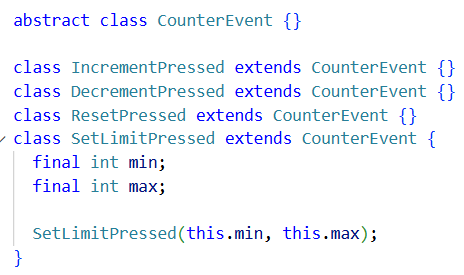 abstract class CounterEvent {}

class IncrementPressed extends CounterEvent {}
class DecrementPressed extends CounterEvent {}
class ResetPressed extends CounterEvent {}
class SetLimitPressed extends CounterEvent {
  final int min;
  final int max;

  SetLimitPressed(this.min, this.max);
}